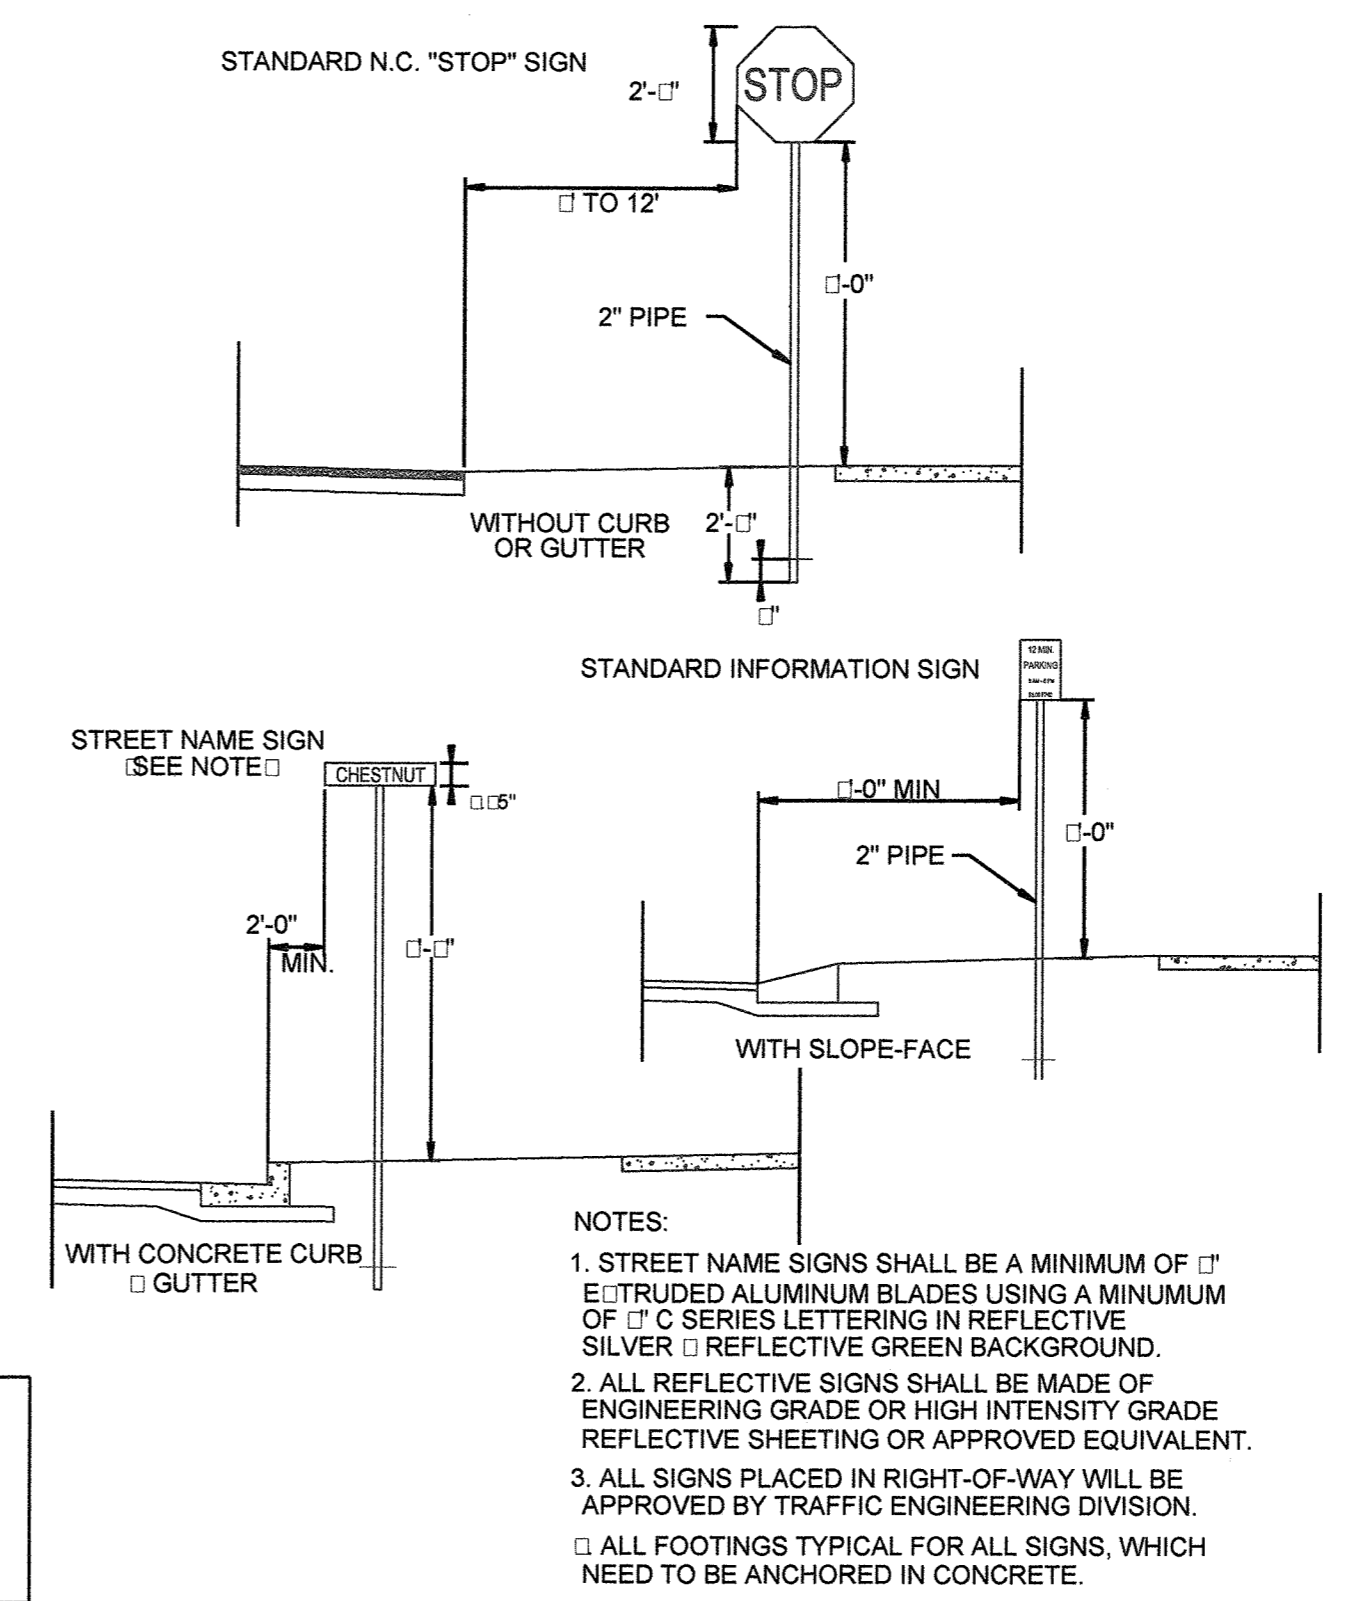 STANDARD N.C. "STOP" SIGN
STOP
2'-□"
□' TO 12'
□'-0"
2" PIPE
WITHOUT CURB
OR GUTTER
2'-□"
□"
STANDARD INFORMATION SIGN
12 MIN.
PARKING
□'-0" MIN
□'-0"
2" PIPE
WITH SLOPE-FACE
STREET NAME SIGN
□SEE NOTE□
CHESTNUT
□.□5"
2'-0"
MIN.
□'-□"
WITH CONCRETE CURB
□ GUTTER
NOTES:
1. STREET NAME SIGNS SHALL BE A MINIMUM OF □"
E□TRUDED ALUMINUM BLADES USING A MINUMUM
OF □" C SERIES LETTERING IN REFLECTIVE
SILVER □ REFLECTIVE GREEN BACKGROUND.
2. ALL REFLECTIVE SIGNS SHALL BE MADE OF
ENGINEERING GRADE OR HIGH INTENSITY GRADE
REFLECTIVE SHEETING OR APPROVED EQUIVALENT.
3. ALL SIGNS PLACED IN RIGHT-OF-WAY WILL BE
APPROVED BY TRAFFIC ENGINEERING DIVISION.
□. ALL FOOTINGS TYPICAL FOR ALL SIGNS, WHICH
NEED TO BE ANCHORED IN CONCRETE.